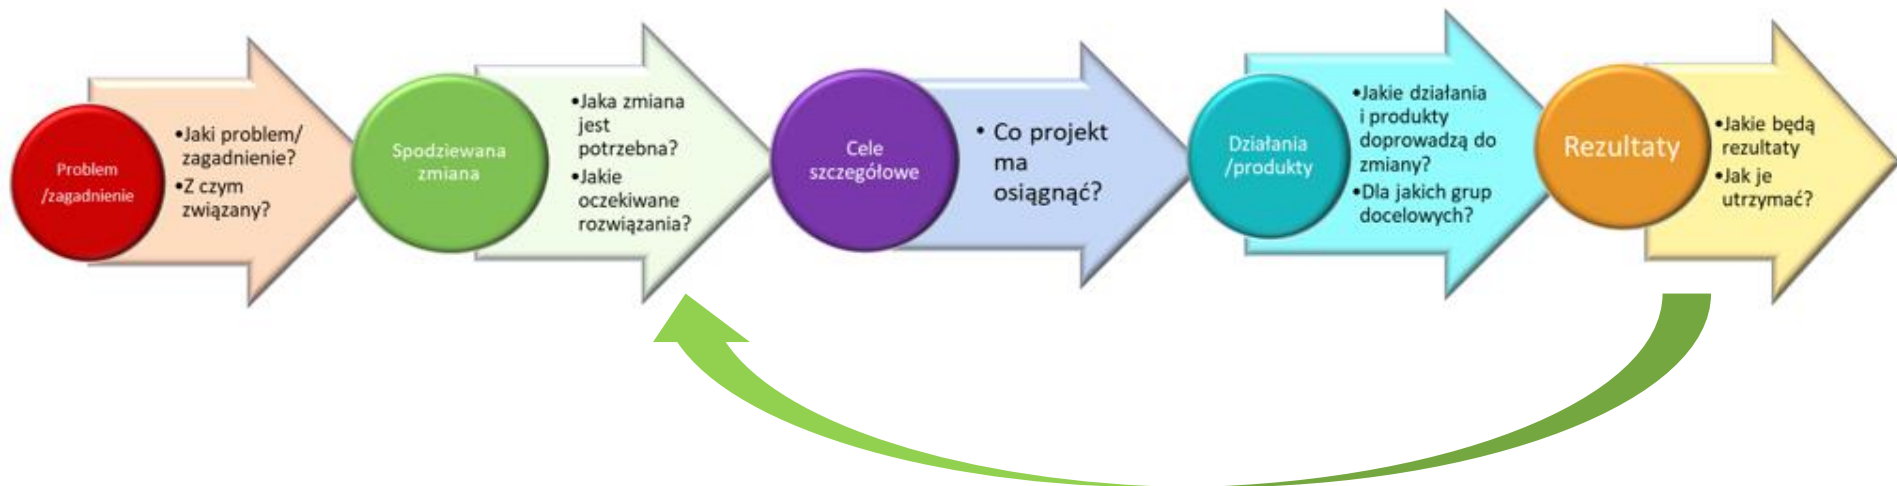 Problem
/zagadnienie
•Jaki problem/
zagadnienie?
•Z czym
związany?
Spodziewana
zmiana
•Jaka zmiana
jest
potrzebna?
•Jakie
oczekiwane
rozwiązania?
Cele
szczegółowe
• Co projekt
ma
osiągnąć?
Działania
/produkty
•Jakie działania
i produkty
doprowadzą do
zmiany?
•Dla jakich grup
docelowych?
Rezultaty
•Jakie będą
rezultaty
•Jak je
utrzymać?